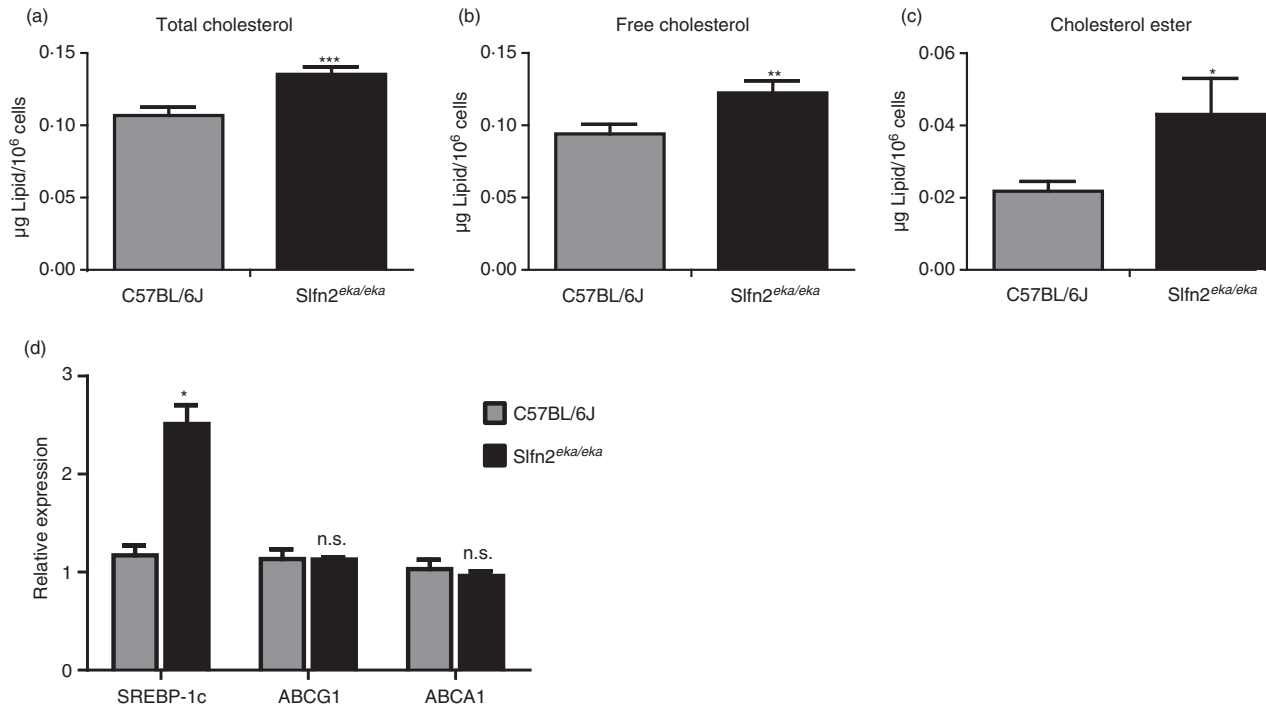 (a)
Total cholesterol
0·15
0·10
0·05
0·00
µg Lipid/10⁶ cells
***
C57BL/6J
Slfn2eka/eka
(b)
Free cholesterol
0·15
0·10
0·05
0·00
µg Lipid/10⁶ cells
**
C57BL/6J
Slfn2eka/eka
(c)
Cholesterol ester
0·06
0·04
0·02
0·00
µg Lipid/10⁶ cells
*
C57BL/6J
Slfn2eka/eka
(d)
3
2
1
0
Relative expression
*
n.s.
n.s.
C57BL/6J
Slfn2eka/eka
SREBP-1c
ABCG1
ABCA1